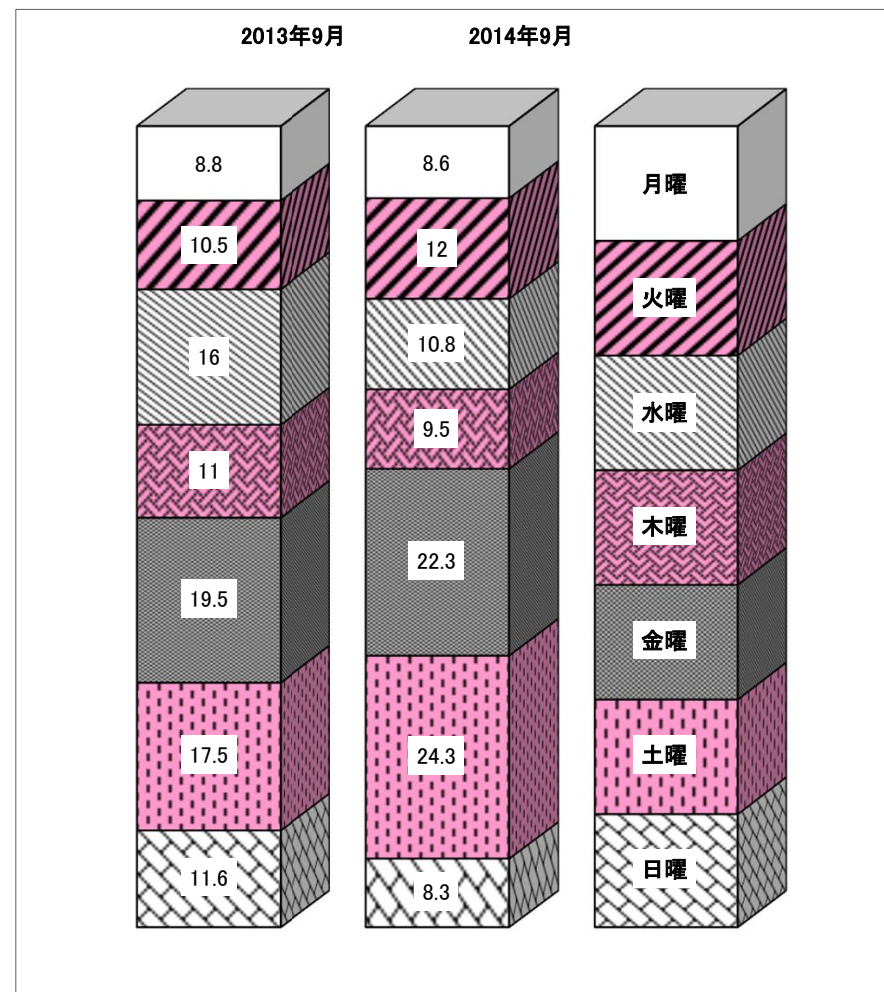 2013年9月 2014年9月
8.8 8.6 月曜
10.5 12 火曜
16 10.8 水曜
11 9.5 木曜
19.5 22.3 金曜
17.5 24.3 土曜
11.6 8.3 日曜